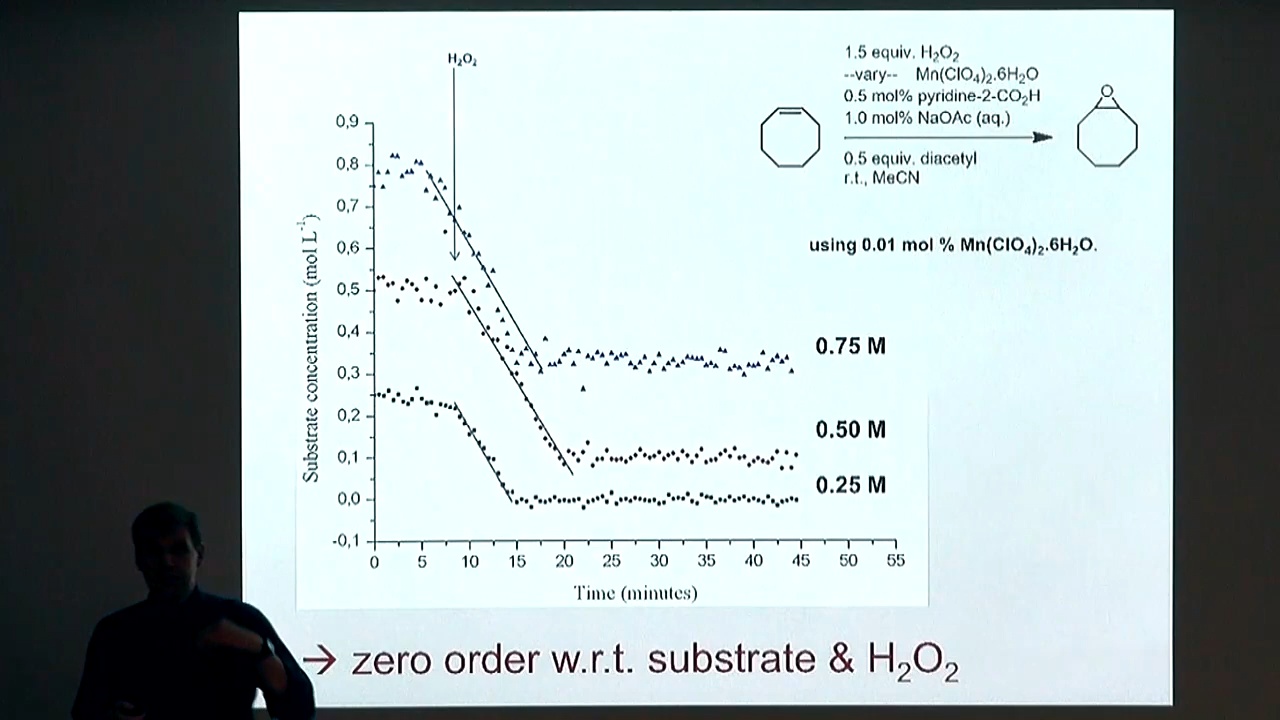 H₂O₂
1.5 equiv. H₂O₂
--vary-- Mn(ClO₄)₂.6H₂O
0.5 mol% pyridine-2-CO₂H
1.0 mol% NaOAc (aq.)
0.5 equiv. diacetyl
r.t., MeCN
O
using 0.01 mol % Mn(ClO₄)₂.6H₂O.
Substrate concentration (mol L⁻¹)
0,9
0,8
0,7
0,6
0,5
0,4
0,3
0,2
0,1
0,0
-0,1
0.75 M
0.50 M
0.25 M
0 5 10 15 20 25 30 35 40 45 50 55
Time (minutes)
→ zero order w.r.t. substrate & H₂O₂